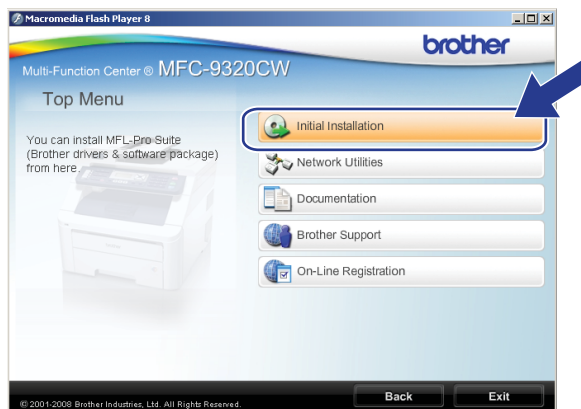 Macromedia Flash Player 8
brother
Multi-Function Center ® MFC-9320CW
Top Menu
You can install MFL-Pro Suite
(Brother drivers & software package)
from here.
Initial Installation
Network Utilities
Documentation
Brother Support
On-Line Registration
Back
Exit
© 2001-2008 Brother Industries, Ltd. All Rights Reserved.